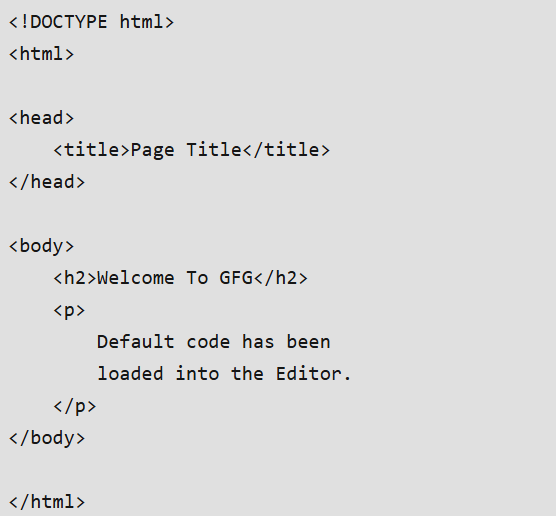 <!DOCTYPE html>
<html>
<head>
    <title>Page Title</title>
</head>
<body>
    <h2>Welcome To GFG</h2>
    <p>
        Default code has been
        loaded into the Editor.
    </p>
</body>
</html>